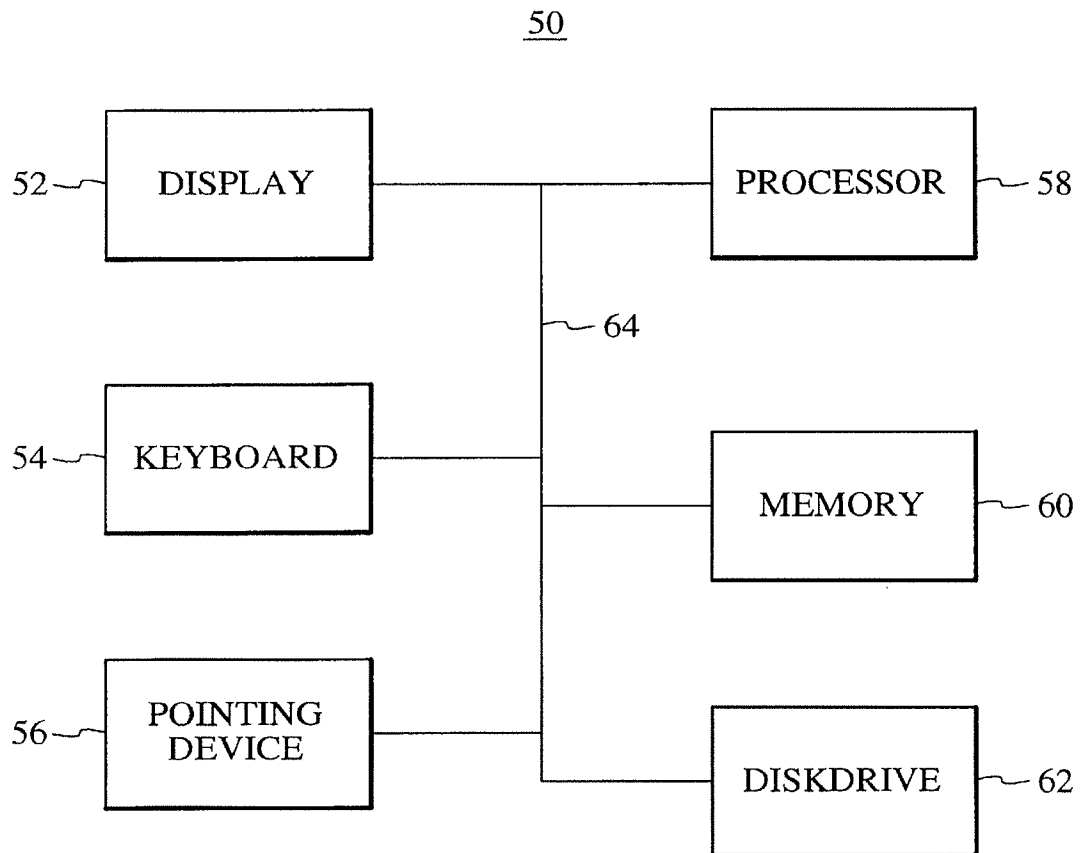 50
52 DISPLAY
PROCESSOR 58
64
54 KEYBOARD
MEMORY 60
56 POINTING
DEVICE
DISKDRIVE 62